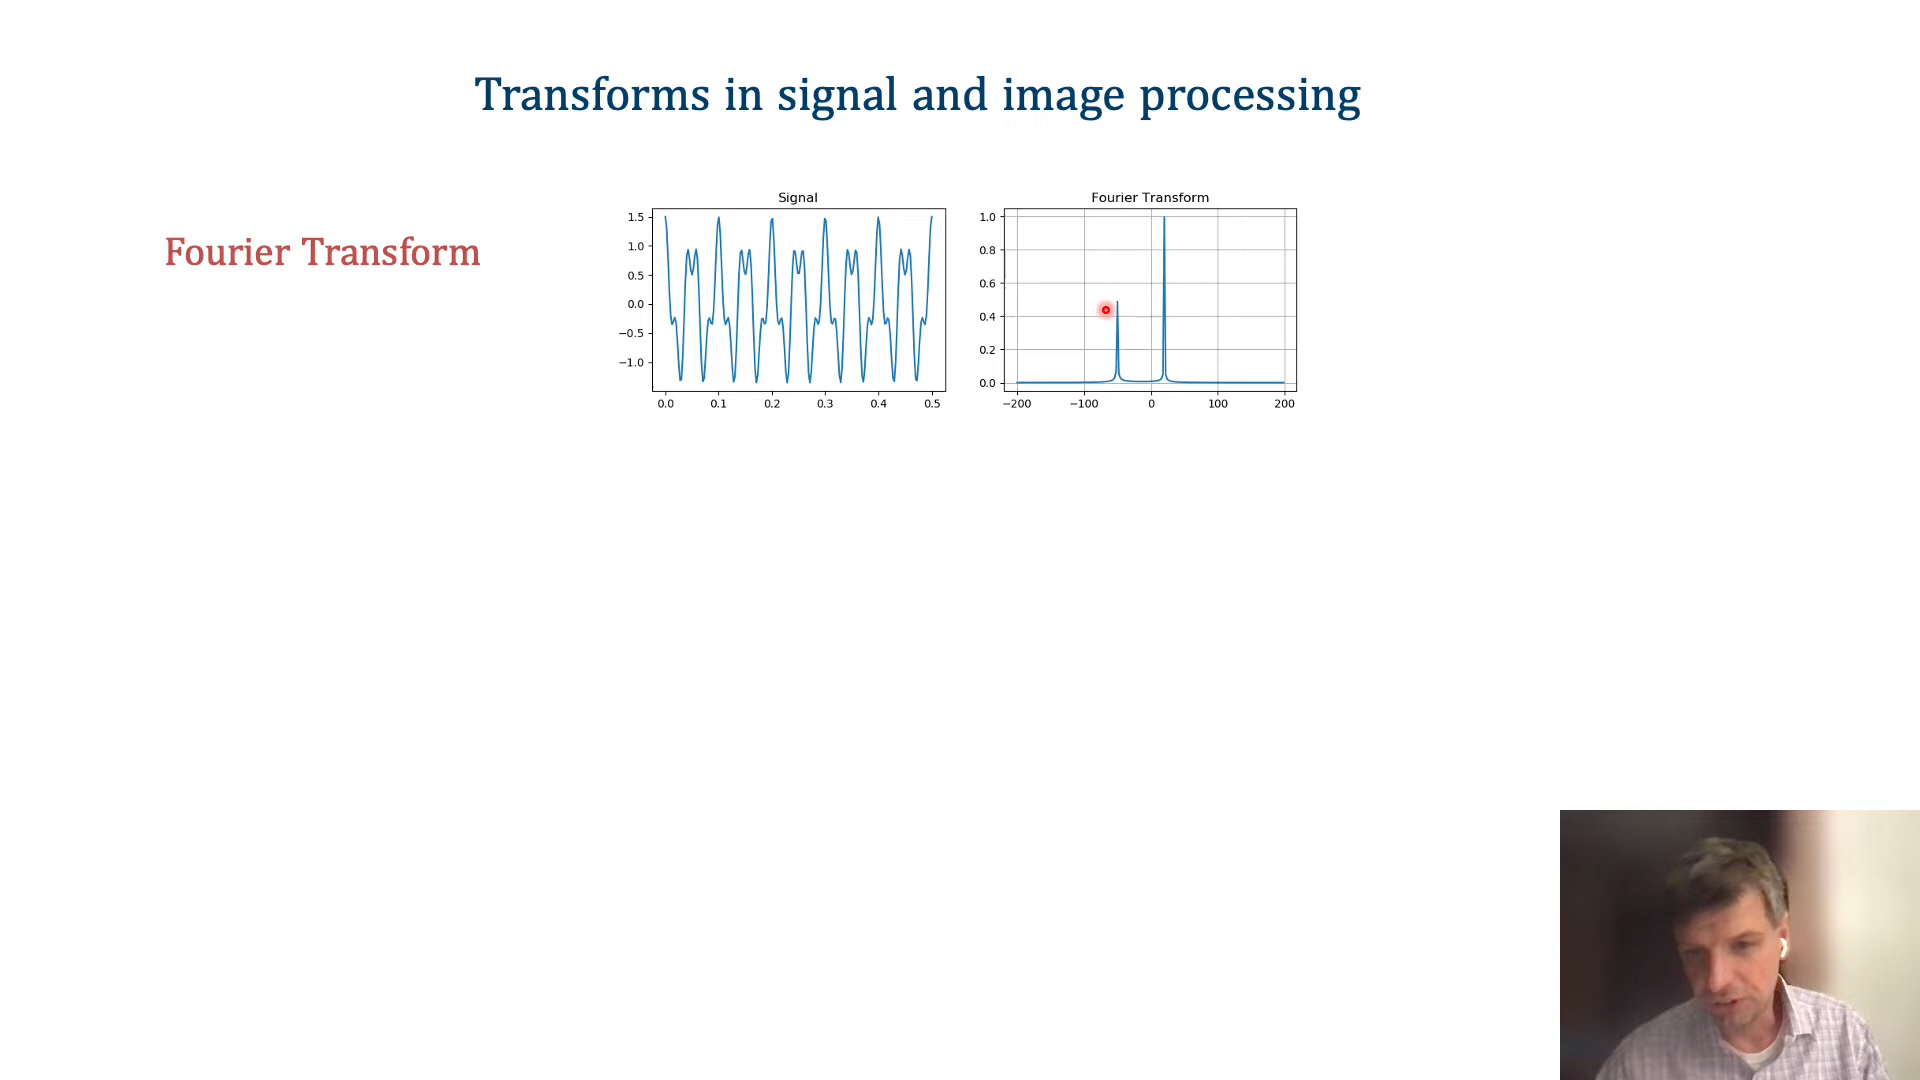 Transforms in signal and image processing
Fourier Transform
Signal
1.5
1.0
0.5
0.0
−0.5
−1.0
0.0 0.1 0.2 0.3 0.4 0.5
Fourier Transform
1.0
0.8
0.6
0.4
0.2
0.0
−200 −100 0 100 200